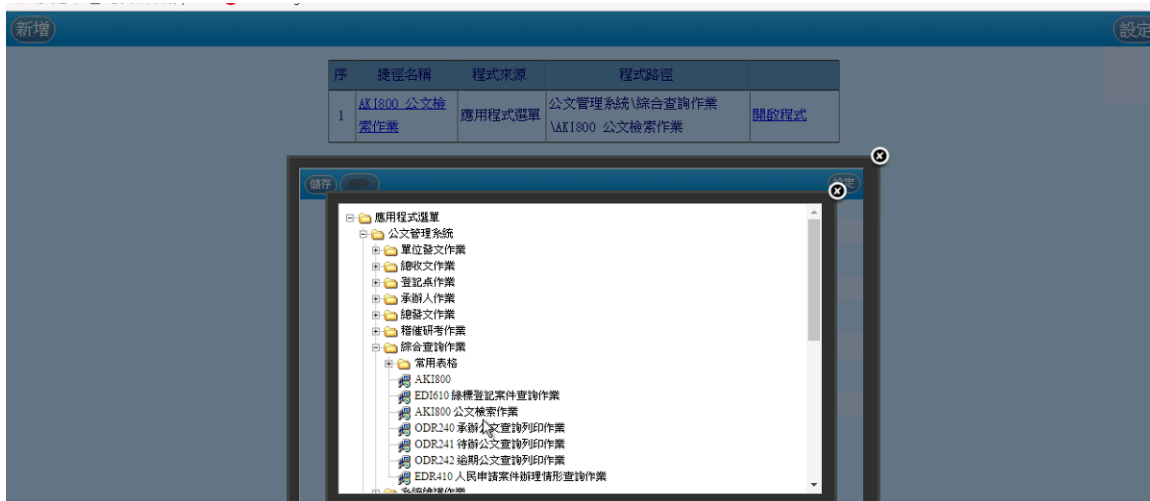 新增
設定
序 捷徑名稱 程式來源 程式路徑
1 AKI800 公文檢索作業 應用程式選單 公文管理系統\綜合查詢作業\AKI800 公文檢索作業 開啟程式
儲存
設定
應用程式選單
公文管理系統
單位發文作業
總收文作業
登記桌作業
承辦人作業
總發文作業
稽催研考作業
綜合查詢作業
常用表格
AKI800
EDI610 綠標登記案件查詢作業
AKI800 公文檢索作業
ODR240 承辦公文查詢列印作業
ODR241 待辦公文查詢列印作業
ODR242 逾期公文查詢列印作業
EDR410 人民申請案件辦理情形查詢作業